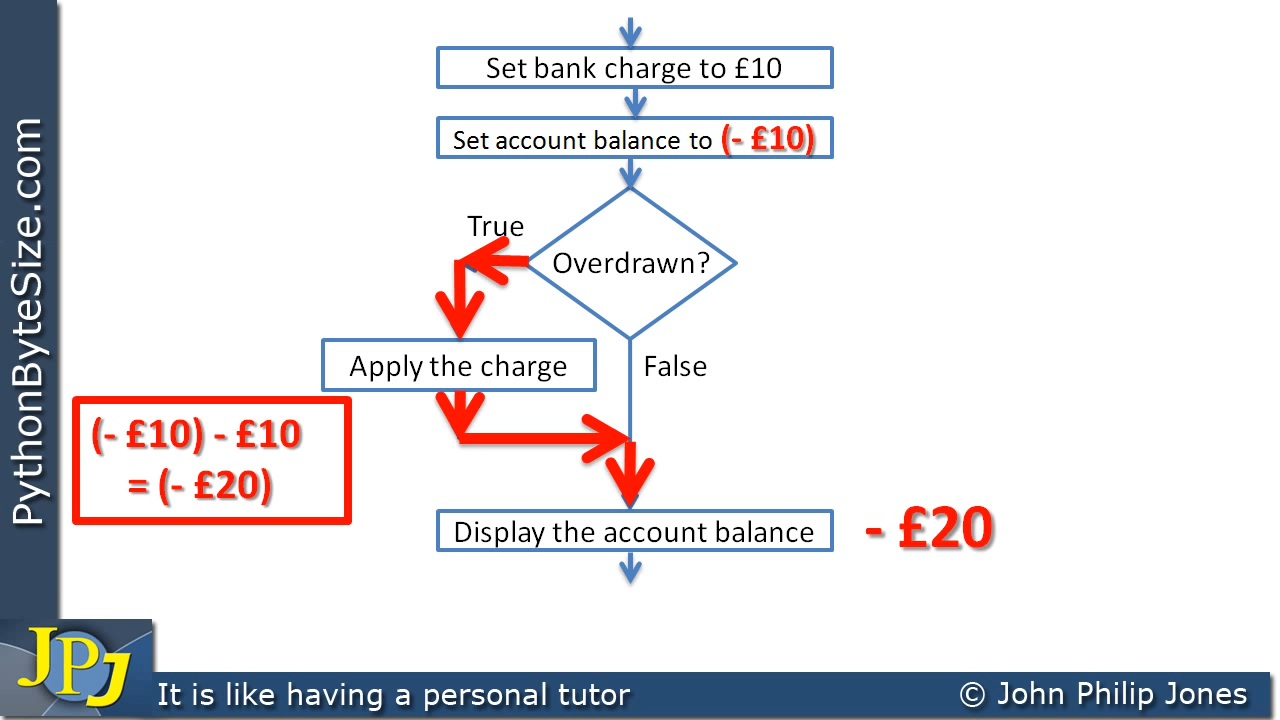 PythonByteSize.com
Set bank charge to £10
Set account balance to (- £10)
True
Overdrawn?
Apply the charge
False
(- £10) - £10
= (- £20)
Display the account balance
- £20
JPJ
It is like having a personal tutor
© John Philip Jones